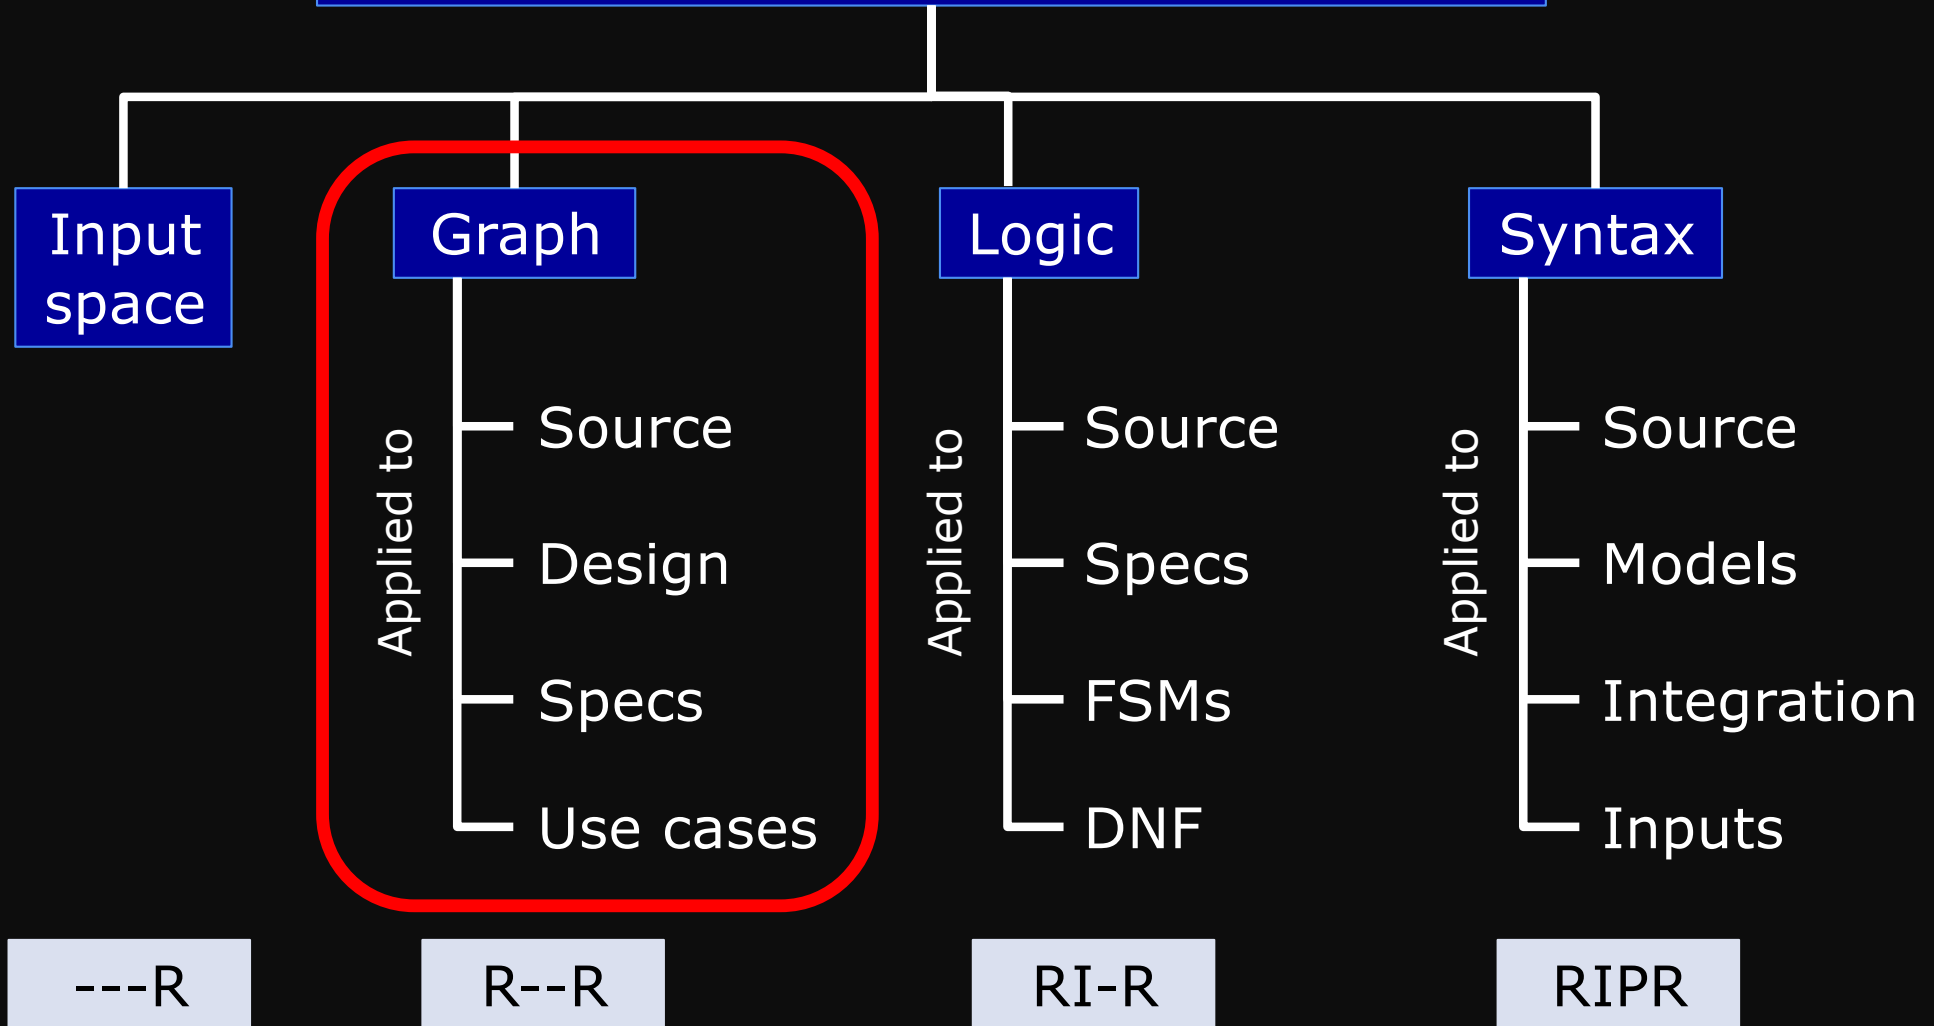 Input
space
Graph
Logic
Syntax
Applied to
Source
Design
Specs
Use cases
Applied to
Source
Specs
FSMs
DNF
Applied to
Source
Models
Integration
Inputs
---R
R--R
RI-R
RIPR